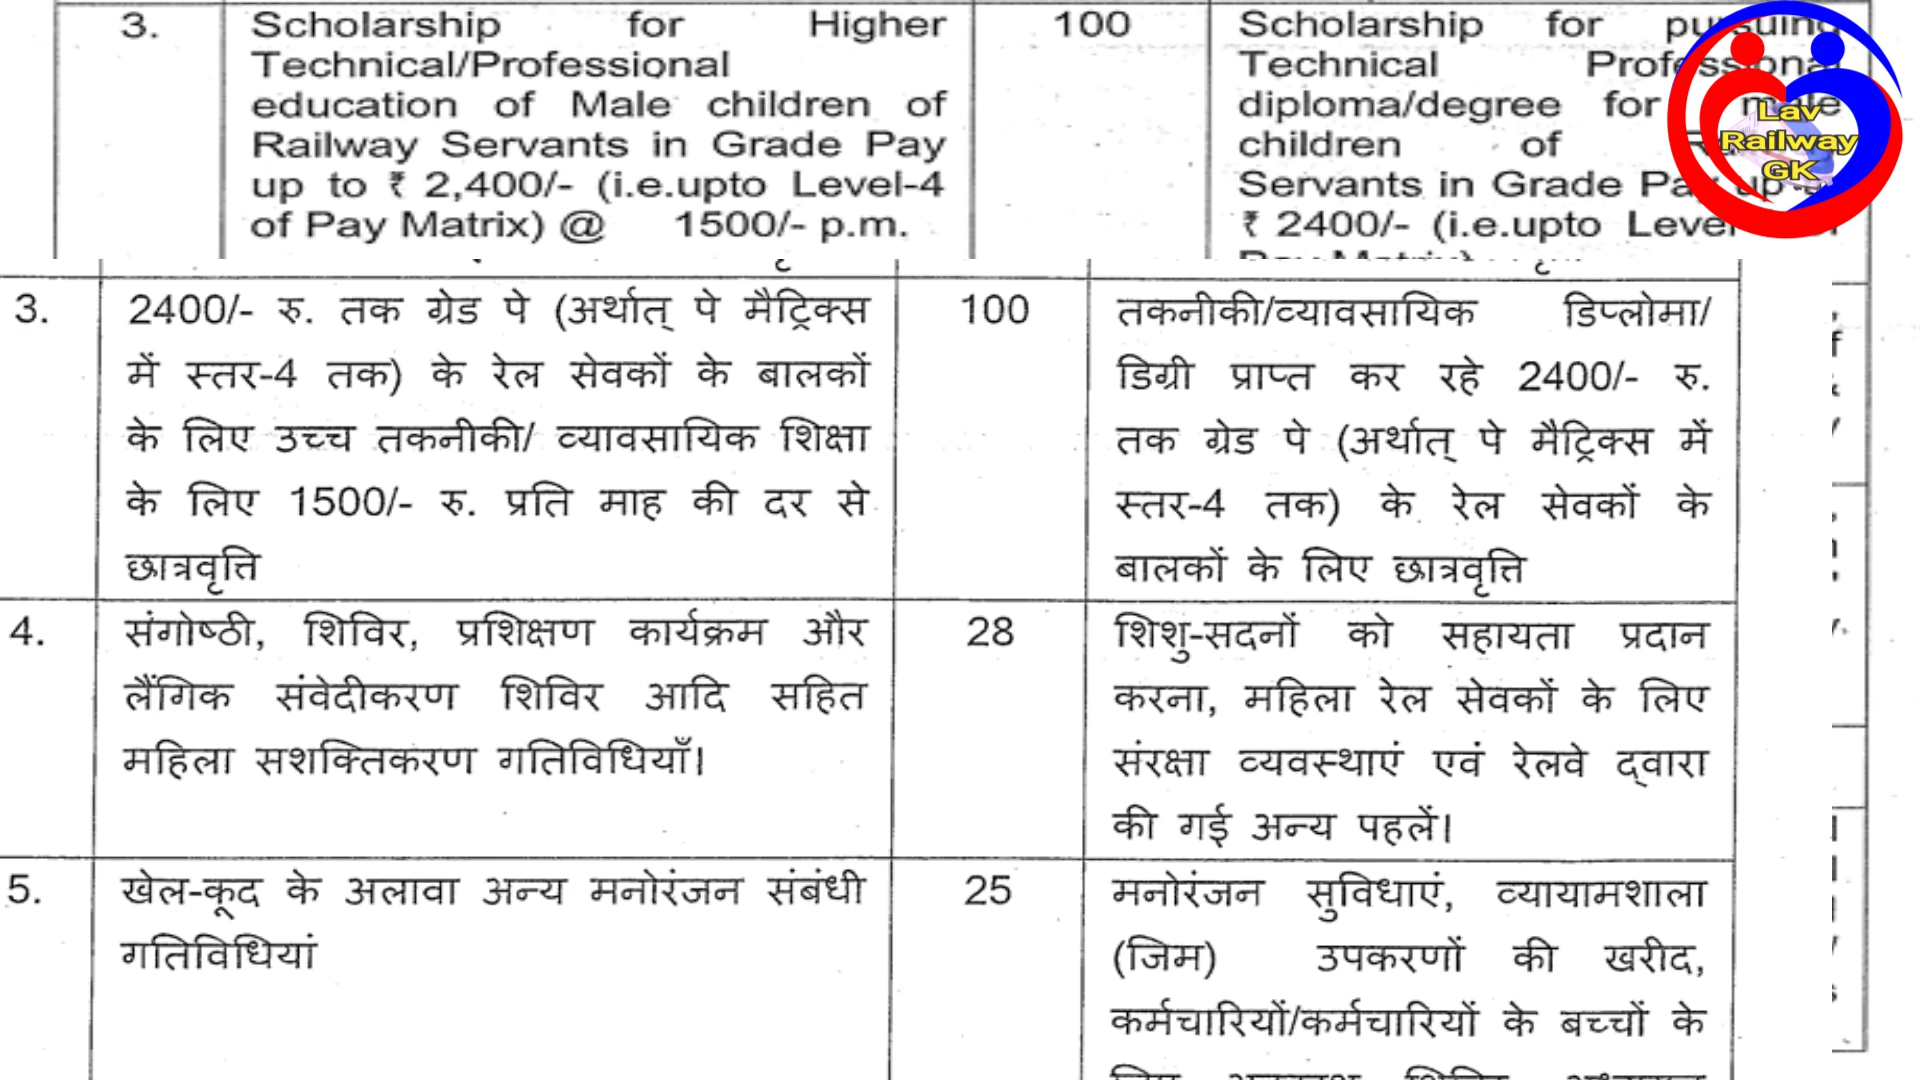 3.
Scholarship for Higher
Technical/Professional
education of Male children of
Railway Servants in Grade Pay
up to ₹ 2,400/- (i.e.upto Level-4
of Pay Matrix) @ 1500/- p.m.
100
Scholarship for pursuing
Technical Professional
diploma/degree for male
children of
Servants in Grade Pay up
₹ 2400/- (i.e.upto Level
Lav
Railway
GK
3.
2400/- रु. तक ग्रेड पे (अर्थात् पे मैट्रिक्स
में स्तर-4 तक) के रेल सेवकों के बालकों
के लिए उच्च तकनीकी/ व्यावसायिक शिक्षा
के लिए 1500/- रु. प्रति माह की दर से
छात्रवृत्ति
100
तकनीकी/व्यावसायिक डिप्लोमा/
डिग्री प्राप्त कर रहे 2400/- रु.
तक ग्रेड पे (अर्थात् पे मैट्रिक्स में
स्तर-4 तक) के रेल सेवकों के
बालकों के लिए छात्रवृत्ति
4.
संगोष्ठी, शिविर, प्रशिक्षण कार्यक्रम और
लैंगिक संवेदीकरण शिविर आदि सहित
महिला सशक्तिकरण गतिविधियाँ।
28
शिशु-सदनों को सहायता प्रदान
करना, महिला रेल सेवकों के लिए
संरक्षा व्यवस्थाएं एवं रेलवे द्वारा
की गई अन्य पहलें।
5.
खेल-कूद के अलावा अन्य मनोरंजन संबंधी
गतिविधियां
25
मनोरंजन सुविधाएं, व्यायामशाला
(जिम) उपकरणों की खरीद,
कर्मचारियों/कर्मचारियों के बच्चों के